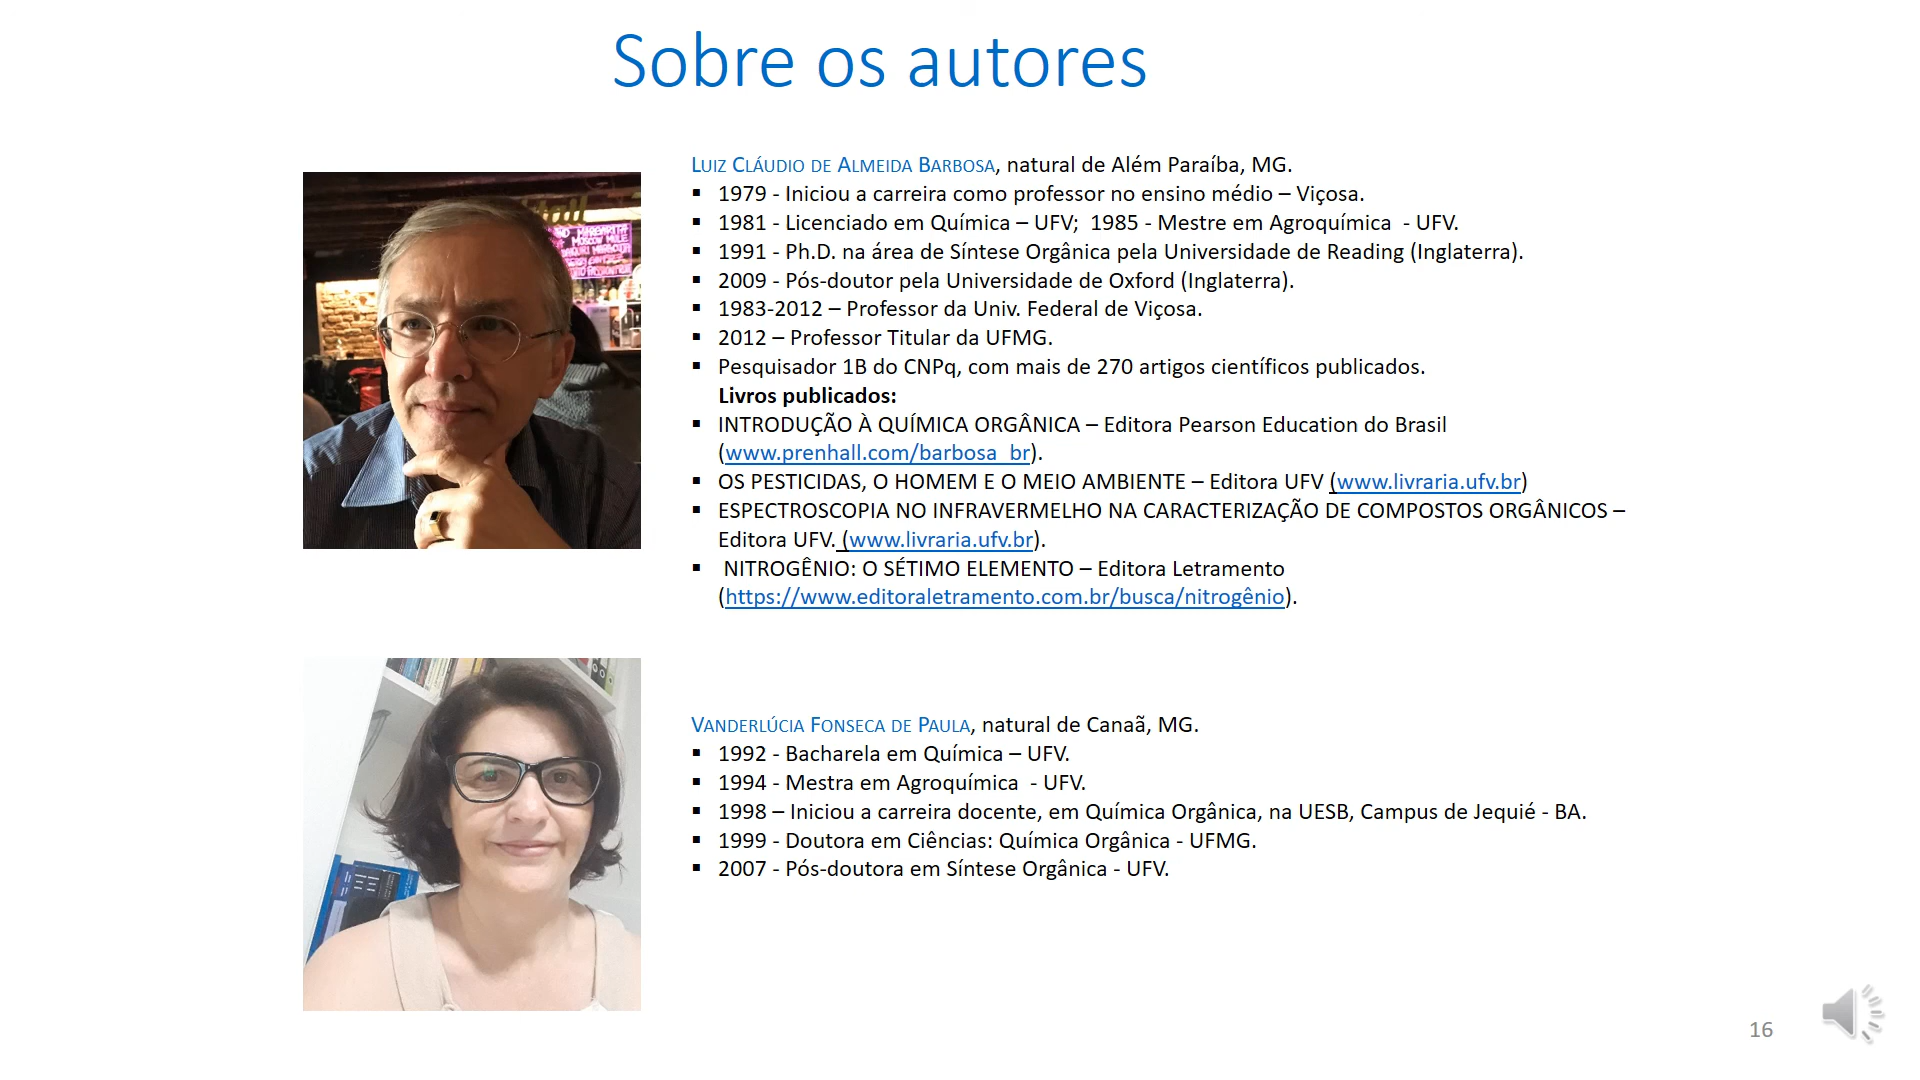 Sobre os autores
LUIZ CLÁUDIO DE ALMEIDA BARBOSA, natural de Além Paraíba, MG.
▪ 1979 - Iniciou a carreira como professor no ensino médio – Viçosa.
▪ 1981 - Licenciado em Química – UFV;  1985 - Mestre em Agroquímica  - UFV.
▪ 1991 - Ph.D. na área de Síntese Orgânica pela Universidade de Reading (Inglaterra).
▪ 2009 - Pós-doutor pela Universidade de Oxford (Inglaterra).
▪ 1983-2012 – Professor da Univ. Federal de Viçosa.
▪ 2012 – Professor Titular da UFMG.
▪ Pesquisador 1B do CNPq, com mais de 270 artigos científicos publicados.
Livros publicados:
▪ INTRODUÇÃO À QUÍMICA ORGÂNICA – Editora Pearson Education do Brasil
(www.prenhall.com/barbosa_br).
▪ OS PESTICIDAS, O HOMEM E O MEIO AMBIENTE – Editora UFV (www.livraria.ufv.br)
▪ ESPECTROSCOPIA NO INFRAVERMELHO NA CARACTERIZAÇÃO DE COMPOSTOS ORGÂNICOS –
Editora UFV. (www.livraria.ufv.br).
▪ NITROGÊNIO: O SÉTIMO ELEMENTO – Editora Letramento
(https://www.editoraletramento.com.br/busca/nitrogênio).
VANDERLÚCIA FONSECA DE PAULA, natural de Canaã, MG.
▪ 1992 - Bacharela em Química – UFV.
▪ 1994 - Mestra em Agroquímica  - UFV.
▪ 1998 – Iniciou a carreira docente, em Química Orgânica, na UESB, Campus de Jequié - BA.
▪ 1999 - Doutora em Ciências: Química Orgânica - UFMG.
▪ 2007 - Pós-doutora em Síntese Orgânica - UFV.
MARGARITA
MOSCOW MULE
16